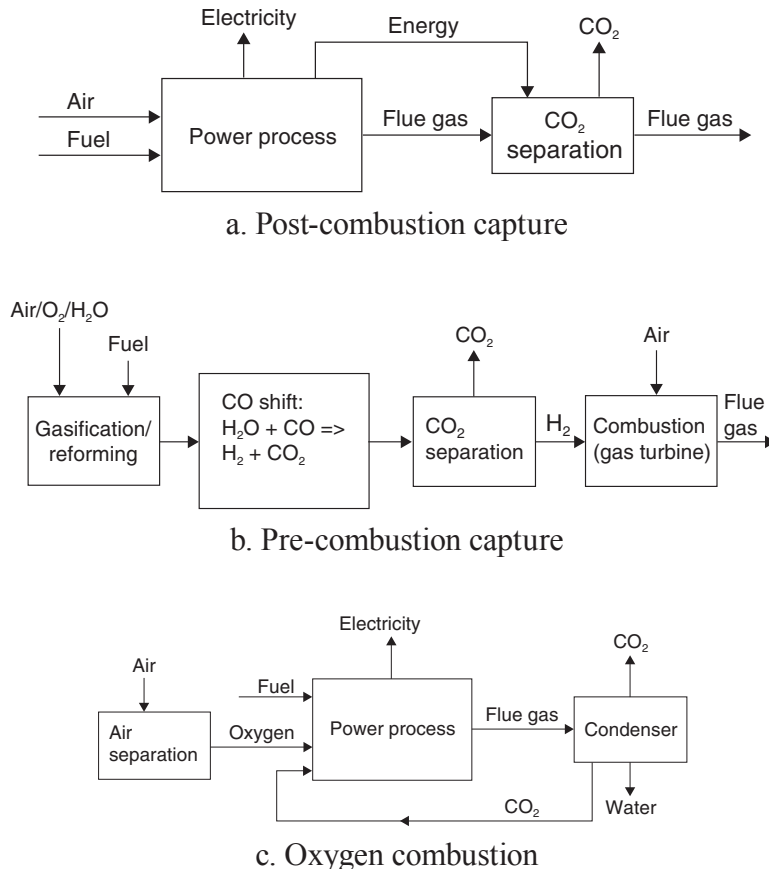 Electricity
Energy
CO₂
Air
Fuel
Power process
Flue gas
CO₂
separation
Flue gas
a. Post-combustion capture
Air/O₂/H₂O
Fuel
Gasification/
reforming
CO shift:
H₂O + CO =>
H₂ + CO₂
CO₂
CO₂
separation
H₂
Air
Combustion
(gas turbine)
Flue
gas
b. Pre-combustion capture
Electricity
CO₂
Air
Fuel
Air
separation
Oxygen
Power process
Flue gas
Condenser
CO₂
Water
c. Oxygen combustion